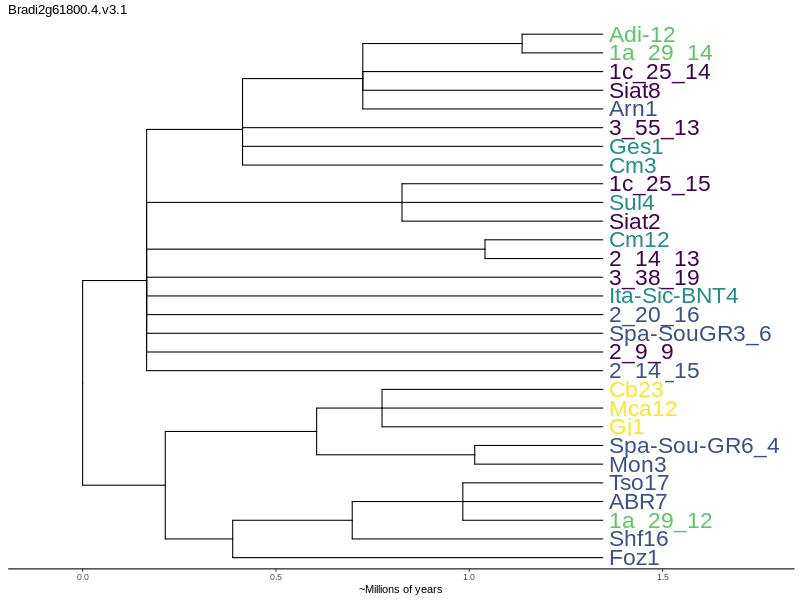 Bradi2g61800.4.v3.1
Adi-12
1a_29_14
1c_25_14
Siat8
Arn1
3_55_13
Ges1
Cm3
1c_25_15
Sul4
Siat2
Cm12
2_14_13
3_38_19
Ita-Sic-BNT4
2_20_16
Spa-SouGR3_6
2_9_9
2_14_15
Cb23
Mca12
Gj1
Spa-Sou-GR6_4
Mon3
Tso17
ABR7
1a_29_12
Shf16
Foz1
0.0 0.5 1.0 1.5
~Millions of years